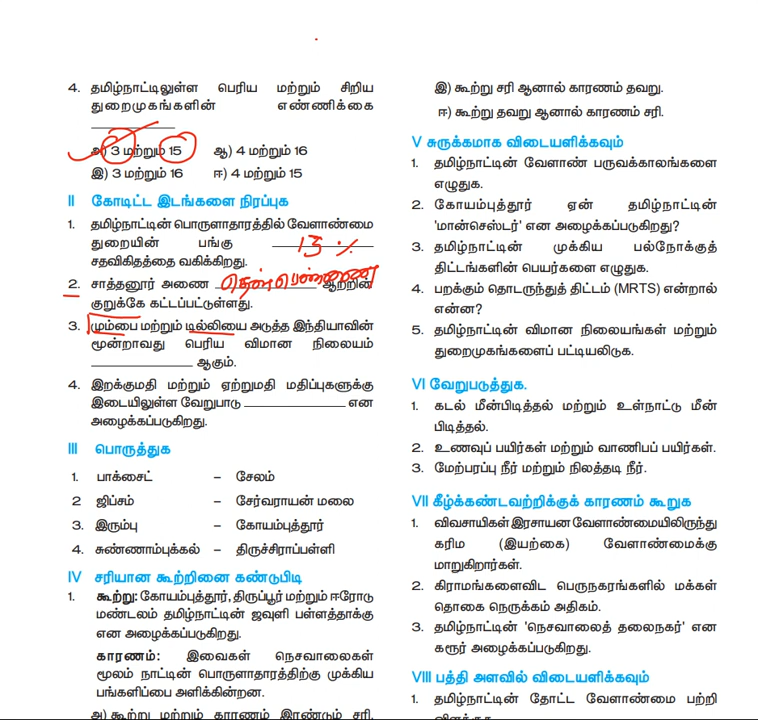 4. தமிழ்நாட்டிலுள்ள பெரிய மற்றும் சிறிய
துறைமுகங்களின் எண்ணிக்கை
____________
அ) 3 மற்றும் 15 ஆ) 4 மற்றும் 16
இ) 3 மற்றும் 16 ஈ) 4 மற்றும் 15
II கோடிட்ட இடங்களை நிரப்புக
1. தமிழ்நாட்டின் பொருளாதாரத்தில் வேளாண்மை
துறையின் பங்கு 13 %
சதவிகிதத்தை வகிக்கிறது.
2. சாத்தனூர் அணை தென்பெண்ணை ஆற்றின்
குறுக்கே கட்டப்பட்டுள்ளது.
3. மும்பை மற்றும் டில்லியை அடுத்த இந்தியாவின்
மூன்றாவது பெரிய விமான நிலையம்
______________ ஆகும்.
4. இறக்குமதி மற்றும் ஏற்றுமதி மதிப்புகளுக்கு
இடையிலுள்ள வேறுபாடு ______________ என
அழைக்கப்படுகிறது.
III பொருத்துக
1. பாக்சைட் – சேலம்
2 ஜிப்சம் – சேர்வராயன் மலை
3. இரும்பு – கோயம்புத்தூர்
4. சுண்ணாம்புக்கல் – திருச்சிராப்பள்ளி
IV சரியான கூற்றினை கண்டுபிடி
1. கூற்று: கோயம்புத்தூர், திருப்பூர் மற்றும் ஈரோடு
மண்டலம் தமிழ்நாட்டின் ஜவுளி பள்ளத்தாக்கு
என அழைக்கப்படுகிறது.
காரணம்: இவைகள் நெசவாலைகள்
மூலம் நாட்டின் பொருளாதாரத்திற்கு முக்கிய
பங்களிப்பை அளிக்கின்றன.
அ) கூற்று மற்றும் காரணம் இரண்டும் சரி.
இ) கூற்று சரி ஆனால் காரணம் தவறு.
ஈ) கூற்று தவறு ஆனால் காரணம் சரி.
V சுருக்கமாக விடையளிக்கவும்
1. தமிழ்நாட்டின் வேளாண் பருவக்காலங்களை
எழுதுக.
2. கோயம்புத்தூர் ஏன் தமிழ்நாட்டின்
'மான்செஸ்டர்' என அழைக்கப்படுகிறது?
3. தமிழ்நாட்டின் முக்கிய பல்நோக்குத்
திட்டங்களின் பெயர்களை எழுதுக.
4. பறக்கும் தொடருந்துத் திட்டம் (MRTS) என்றால்
என்ன?
5. தமிழ்நாட்டின் விமான நிலையங்கள் மற்றும்
துறைமுகங்களைப் பட்டியலிடுக.
VI வேறுபடுத்துக.
1. கடல் மீன்பிடித்தல் மற்றும் உள்நாட்டு மீன்
பிடித்தல்.
2. உணவுப் பயிர்கள் மற்றும் வாணிபப் பயிர்கள்.
3. மேற்பரப்பு நீர் மற்றும் நிலத்தடி நீர்.
VII கீழ்க்கண்டவற்றிக்குக் காரணம் கூறுக
1. விவசாயிகள் இரசாயன வேளாண்மையிலிருந்து
கரிம (இயற்கை) வேளாண்மைக்கு
மாறுகிறார்கள்.
2. கிராமங்களைவிட பெருநகரங்களில் மக்கள்
தொகை நெருக்கம் அதிகம்.
3. தமிழ்நாட்டின் 'நெசவாலைத் தலைநகர்' என
கரூர் அழைக்கப்படுகிறது.
VIII பத்தி அளவில் விடையளிக்கவும்
1. தமிழ்நாட்டின் தோட்ட வேளாண்மை பற்றி